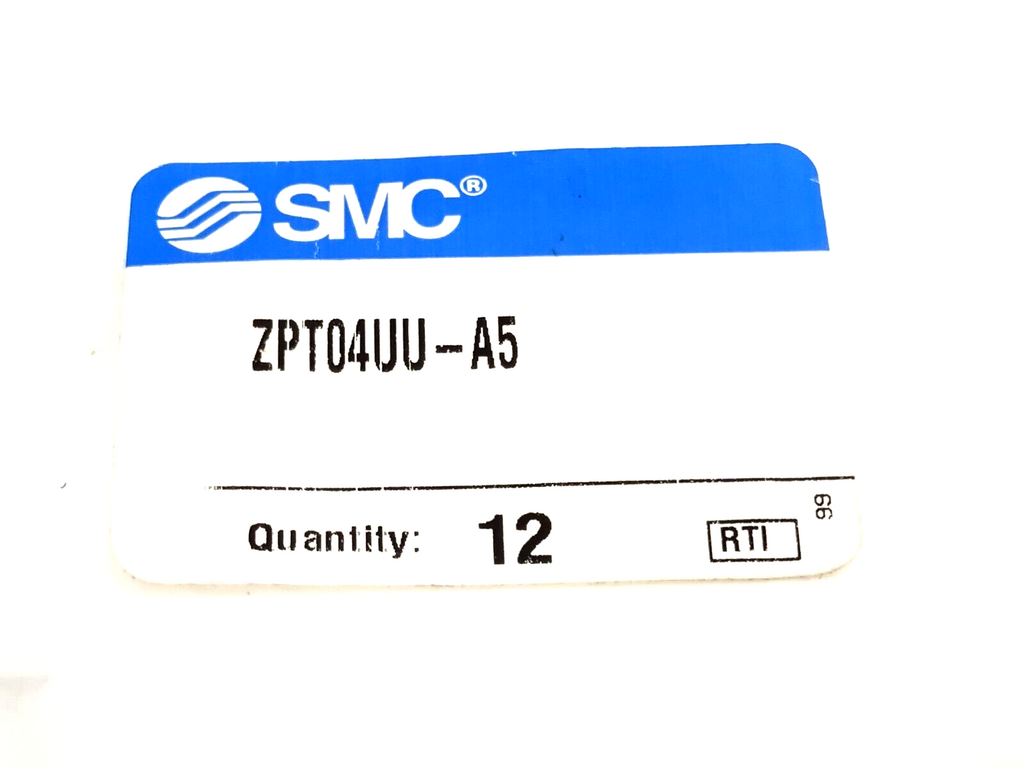 SMC®
ZPT04UU-A5
Quantity: 12
RTI
99